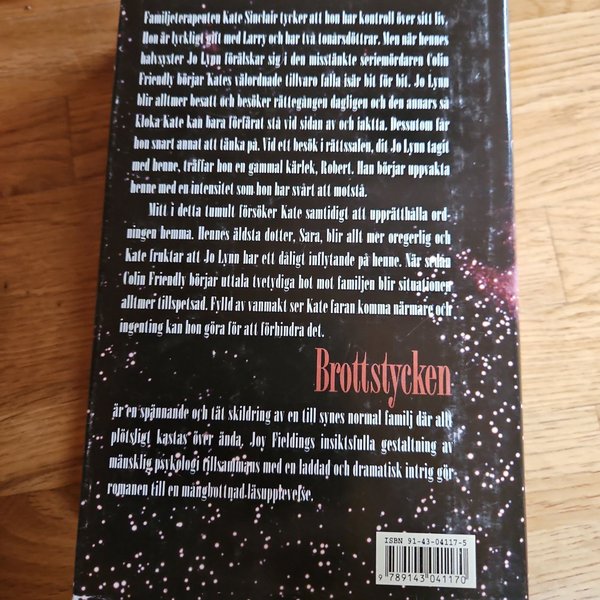 Familjeterapeuten Kate Sinclair tycker att hon har kontroll över sitt liv.
Hon är lyckligt gift med Larry och har två tonårsdöttrar. Men när hennes
halvsyster Jo Lynn förälskar sig i den misstänkte seriemördaren Colin
Friendly börjar Kates välordnade tillvaro falla isär bit för bit. Jo Lynn
blir alltmer besatt och besöker rättegången dagligen och den annars så
kloka Kate kan bara förfärat stå vid sidan av och iaktta. Dessutom får
hon snart annat att tänka på. Vid ett besök i rättssalen, dit Jo Lynn tagit
med henne, träffar hon en gammal kärlek, Robert. Han börjar uppvakta
henne med en intensitet som hon har svårt att motstå.
Mitt i detta tumult försöker Kate samtidigt att upprätthålla ord-
ningen hemma. Hennes äldsta dotter, Sara, blir allt mer oregerlig och
Kate fruktar att Jo Lynn har ett dåligt inflytande på henne. När sedan
Colin Friendly börjar uttala tvetydiga hot mot familjen blir situationen
alltmer tillspetsad. Fylld av vanmakt ser Kate faran komma närmare och
ingenting kan hon göra för att förhindra det.
Brottstycken
är en spännande och tät skildring av en till synes normal familj där allt
plötsligt kastas över ända. Joy Fieldings insiktsfulla gestaltning av
mänsklig psykologi tillsammans med en laddad och dramatisk intrig gör
romanen till en mångbottnad läsupplevelse.
ISBN 91-43-04117-5
9 789143 041170